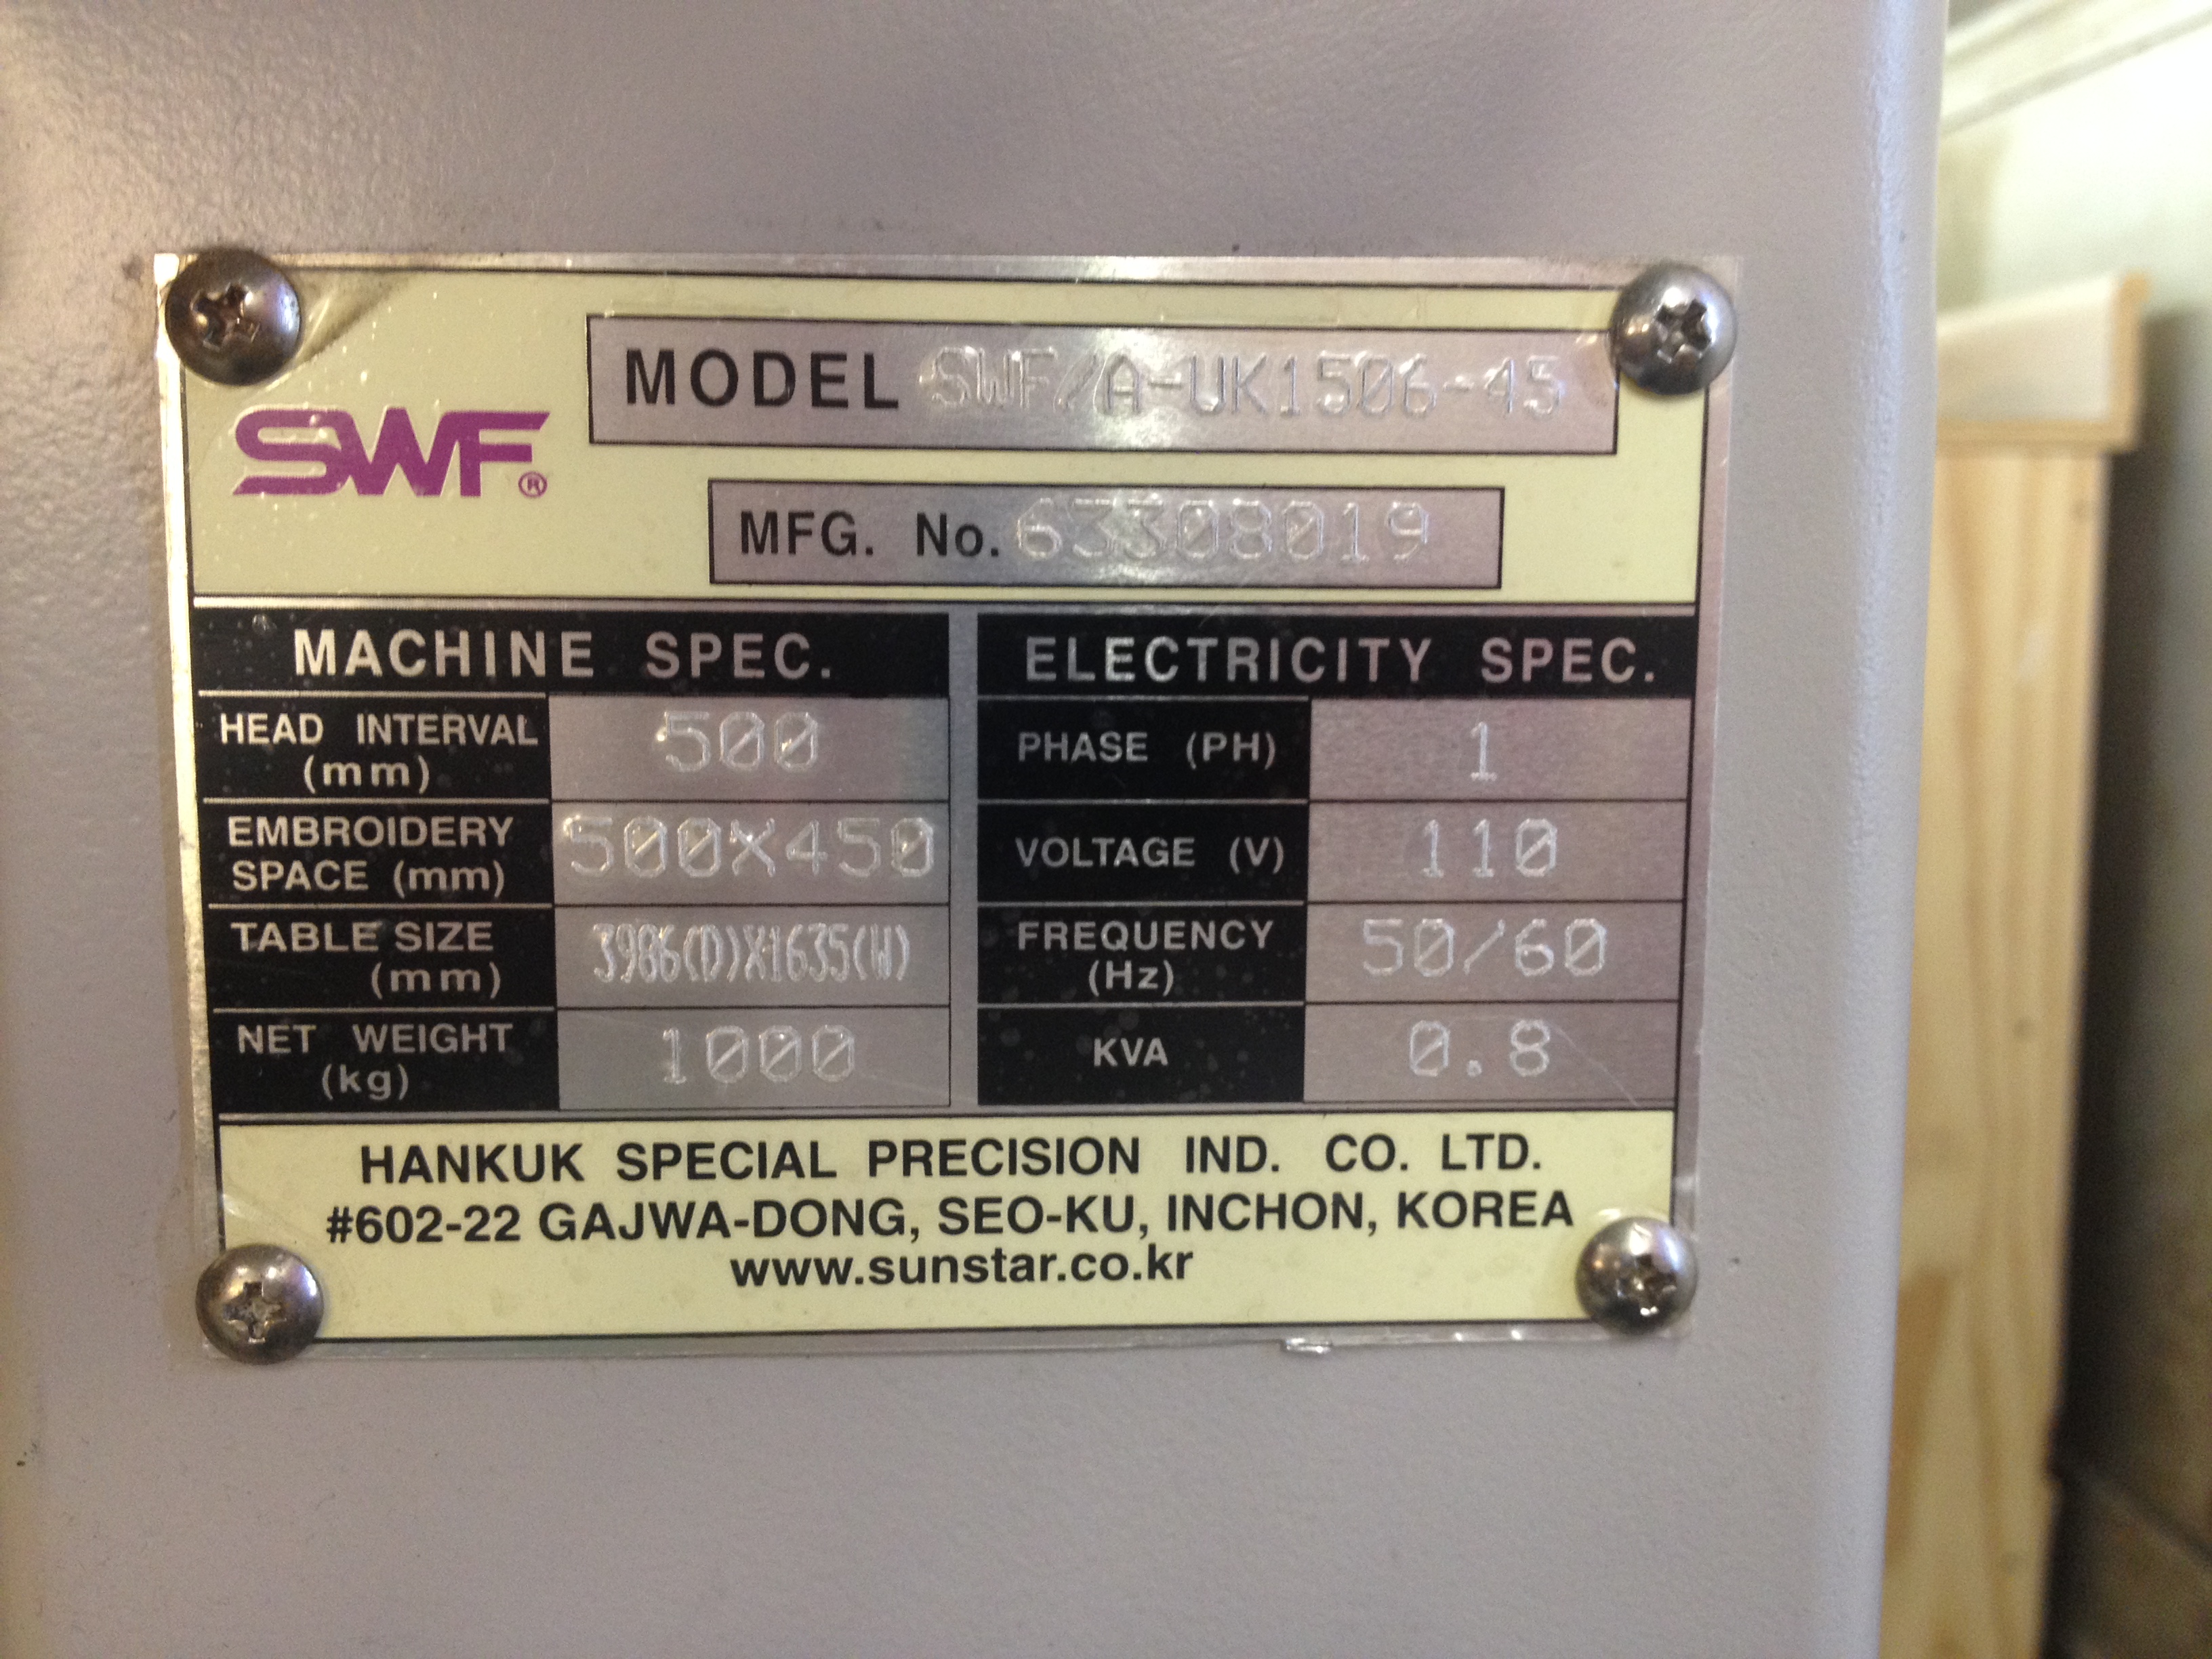 SWF®
MODEL SWF/A-UK1506-45
MFG. No. 63308019
MACHINE SPEC.
HEAD INTERVAL (mm) 500
EMBROIDERY SPACE (mm) 500X450
TABLE SIZE (mm) 3986(D)X1635(W)
NET WEIGHT (kg) 1000
ELECTRICITY SPEC.
PHASE (PH) 1
VOLTAGE (V) 110
FREQUENCY (Hz) 50/60
KVA 0.8
HANKUK SPECIAL PRECISION IND. CO. LTD.
#602-22 GAJWA-DONG, SEO-KU, INCHON, KOREA
www.sunstar.co.kr